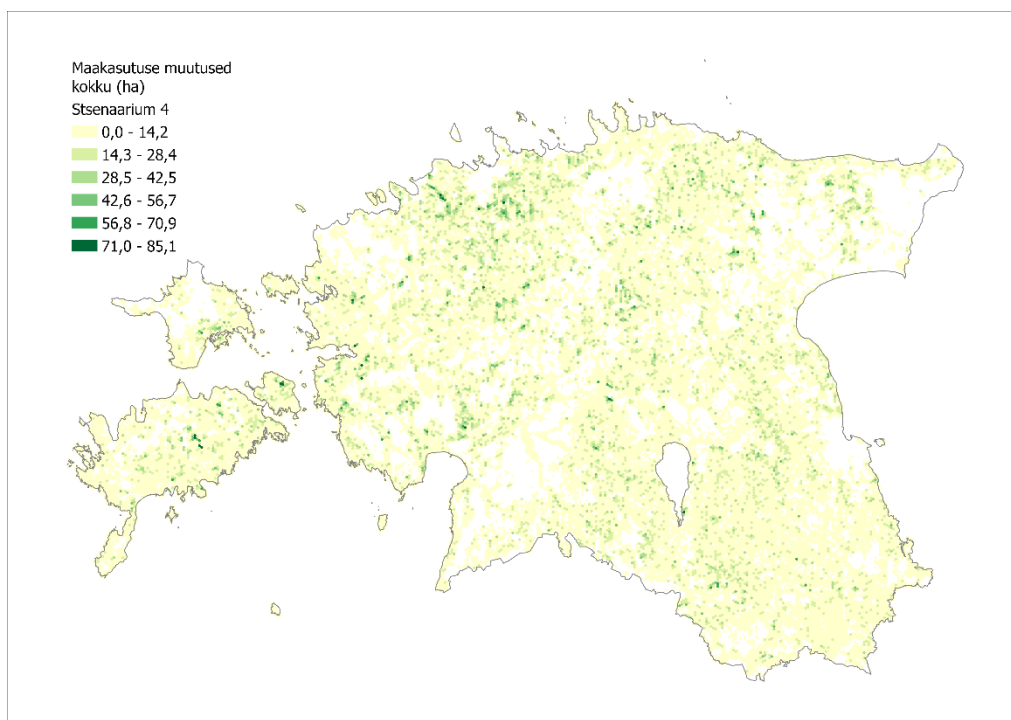 Maakasutuse muutused
kokku (ha)
Stsenaarium 4
0,0 - 14,2
14,3 - 28,4
28,5 - 42,5
42,6 - 56,7
56,8 - 70,9
71,0 - 85,1